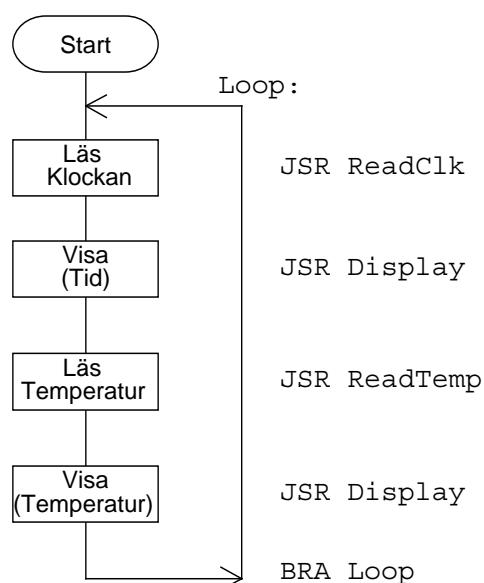 Start
Loop:
Läs
Klockan
JSR ReadClk
Visa
(Tid)
JSR Display
Läs
Temperatur
JSR ReadTemp
Visa
(Temperatur)
JSR Display
BRA Loop